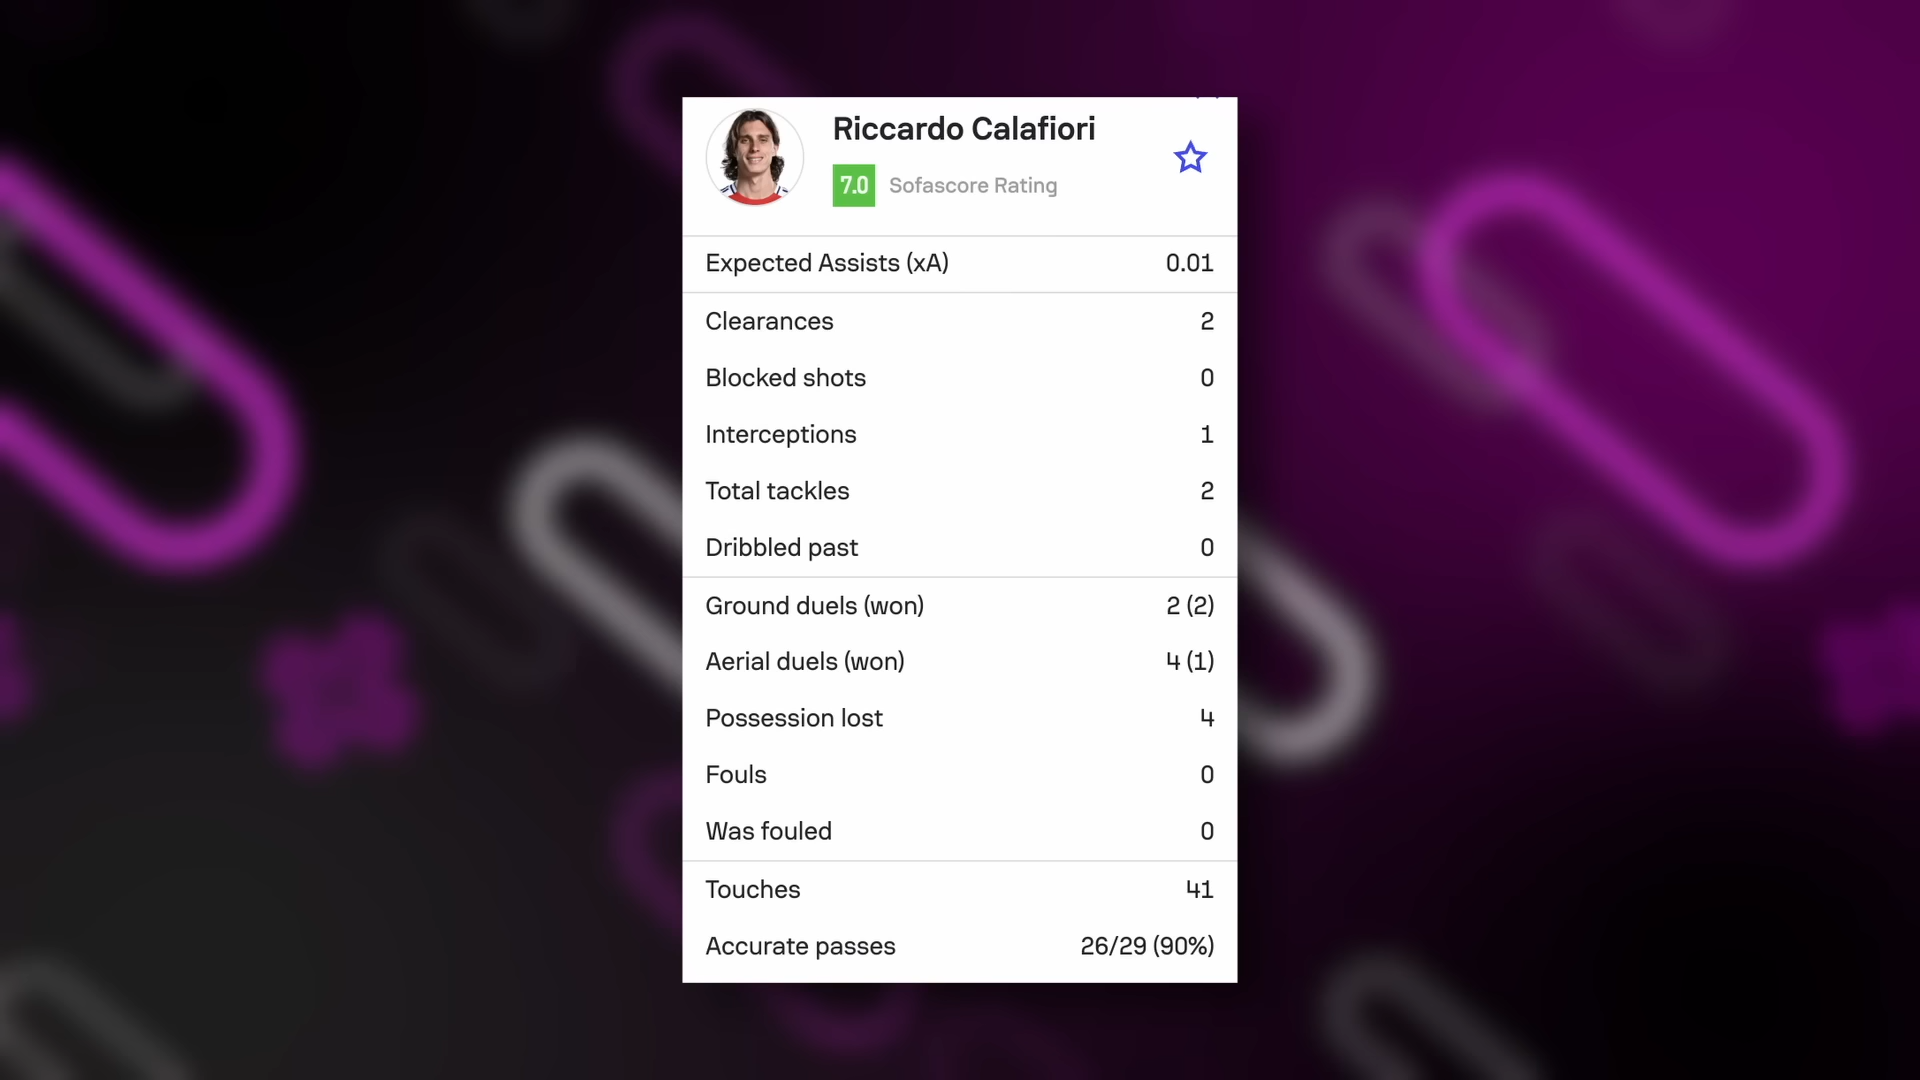 Riccardo Calafiori
7.0 Sofascore Rating
Expected Assists (xA) 0.01
Clearances 2
Blocked shots 0
Interceptions 1
Total tackles 2
Dribbled past 0
Ground duels (won) 2 (2)
Aerial duels (won) 4 (1)
Possession lost 4
Fouls 0
Was fouled 0
Touches 41
Accurate passes 26/29 (90%)